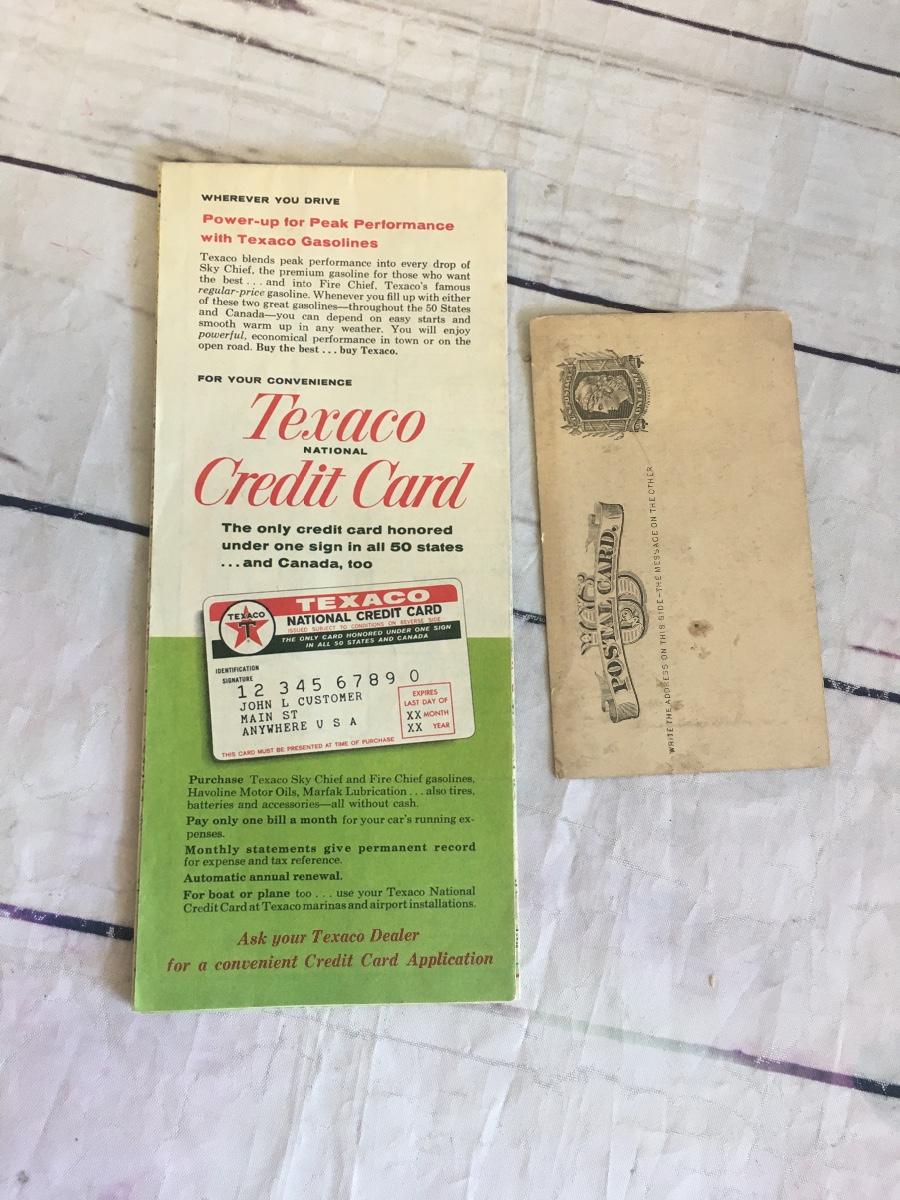 WHEREVER YOU DRIVE
Power-up for Peak Performance
with Texaco Gasolines
Texaco blends peak performance into every drop of
Sky Chief, the premium gasoline for those who want
the best . . . and into Fire Chief, Texaco's famous
regular-price gasoline. Whenever you fill up with either
of these two great gasolines—throughout the 50 States
and Canada—you can depend on easy starts and
smooth warm up in any weather. You will enjoy
powerful, economical performance in town or on the
open road. Buy the best . . . buy Texaco.
FOR YOUR CONVENIENCE
Texaco
NATIONAL
Credit Card
The only credit card honored
under one sign in all 50 states
. . . and Canada, too
TEXACO
T
TEXACO
NATIONAL CREDIT CARD
ISSUED SUBJECT TO CONDITIONS ON REVERSE SIDE
THE ONLY CARD HONORED UNDER ONE SIGN
IN ALL 50 STATES AND CANADA
IDENTIFICATION
SIGNATURE
12 345 6789 0
JOHN L CUSTOMER
MAIN ST
ANYWHERE U S A
EXPIRES
LAST DAY OF
XX MONTH
XX YEAR
THIS CARD MUST BE PRESENTED AT TIME OF PURCHASE
Purchase Texaco Sky Chief and Fire Chief gasolines,
Havoline Motor Oils, Marfak Lubrication . . . also tires,
batteries and accessories—all without cash.
Pay only one bill a month for your car's running ex-
penses.
Monthly statements give permanent record
for expense and tax reference.
Automatic annual renewal.
For boat or plane too . . . use your Texaco National
Credit Card at Texaco marinas and airport installations.
Ask your Texaco Dealer
for a convenient Credit Card Application
POSTAL CARD.
WRITE THE ADDRESS ON THIS SIDE-THE MESSAGE ON THE OTHER